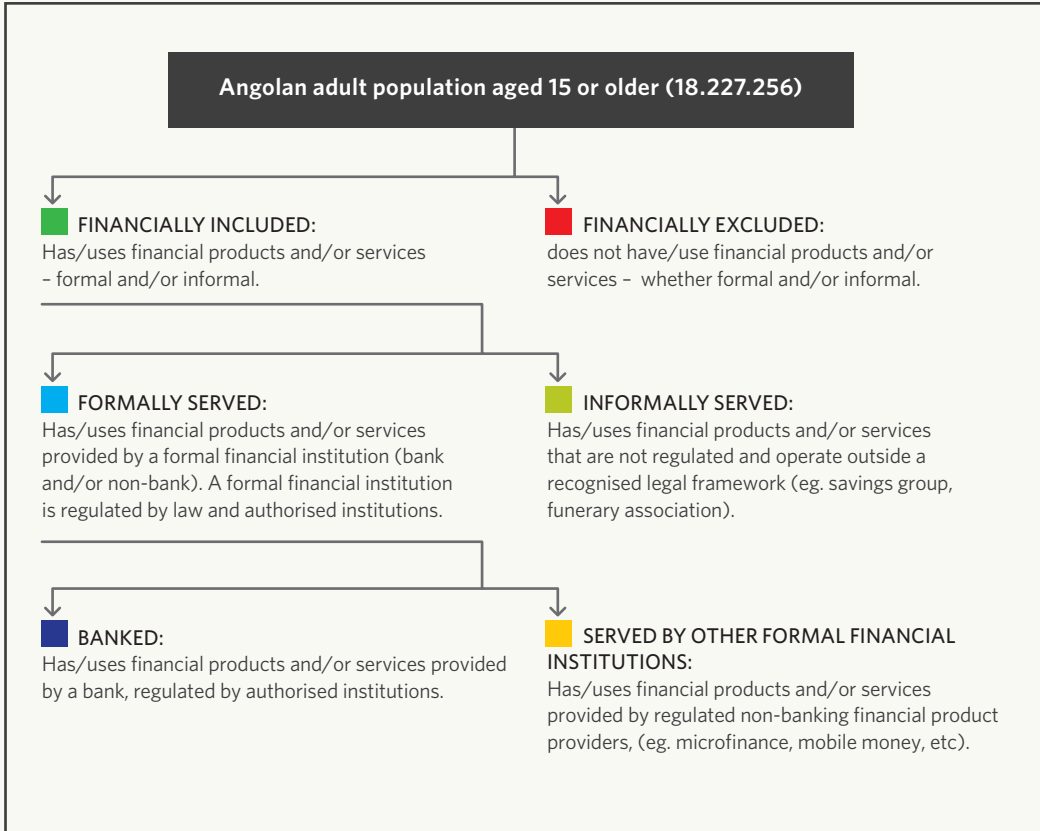 Angolan adult population aged 15 or older (18.227.256)
FINANCIALLY INCLUDED:
Has/uses financial products and/or services
– formal and/or informal.
FINANCIALLY EXCLUDED:
does not have/use financial products and/or
services – whether formal and/or informal.
FORMALLY SERVED:
Has/uses financial products and/or services
provided by a formal financial institution (bank
and/or non-bank). A formal financial institution
is regulated by law and authorised institutions.
INFORMALLY SERVED:
Has/uses financial products and/or services
that are not regulated and operate outside a
recognised legal framework (eg. savings group,
funerary association).
BANKED:
Has/uses financial products and/or services provided
by a bank, regulated by authorised institutions.
SERVED BY OTHER FORMAL FINANCIAL
INSTITUTIONS:
Has/uses financial products and/or services
provided by regulated non-banking financial product
providers, (eg. microfinance, mobile money, etc).